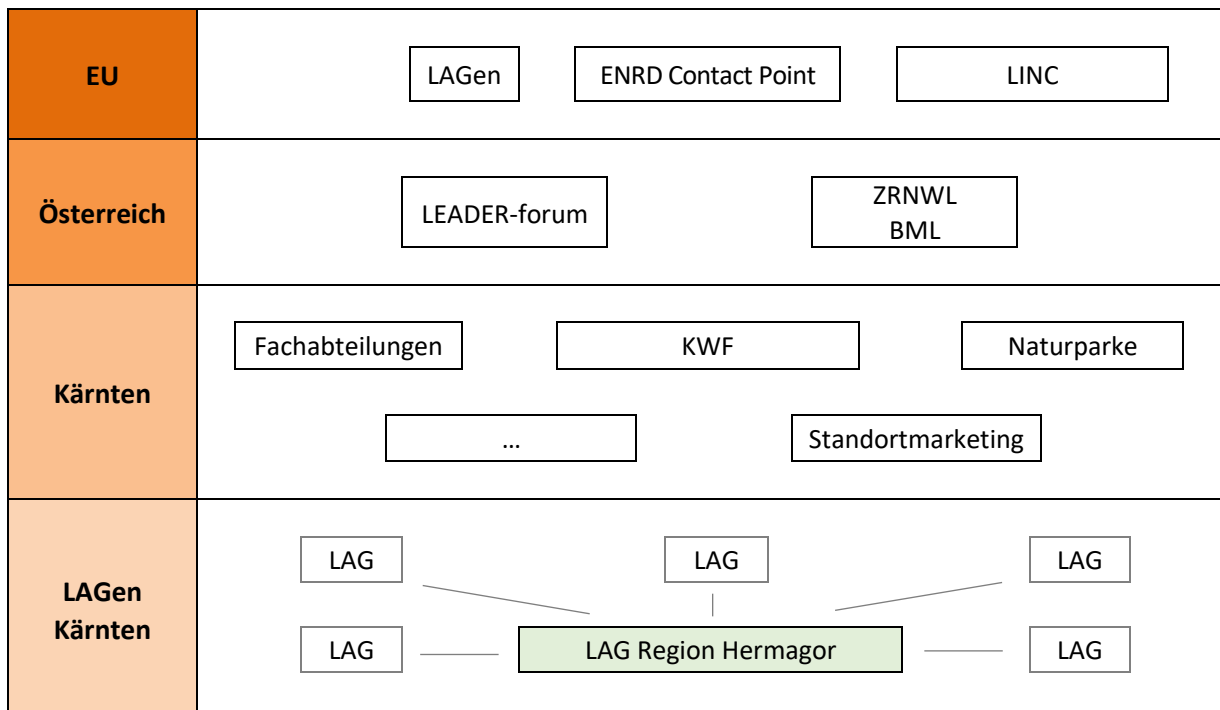 EU
LAGen
ENRD Contact Point
LINC
Österreich
LEADER-forum
ZRNWL
BML
Kärnten
Fachabteilungen
KWF
Naturparke
...
Standortmarketing
LAGen
Kärnten
LAG
LAG
LAG
LAG
LAG Region Hermagor
LAG